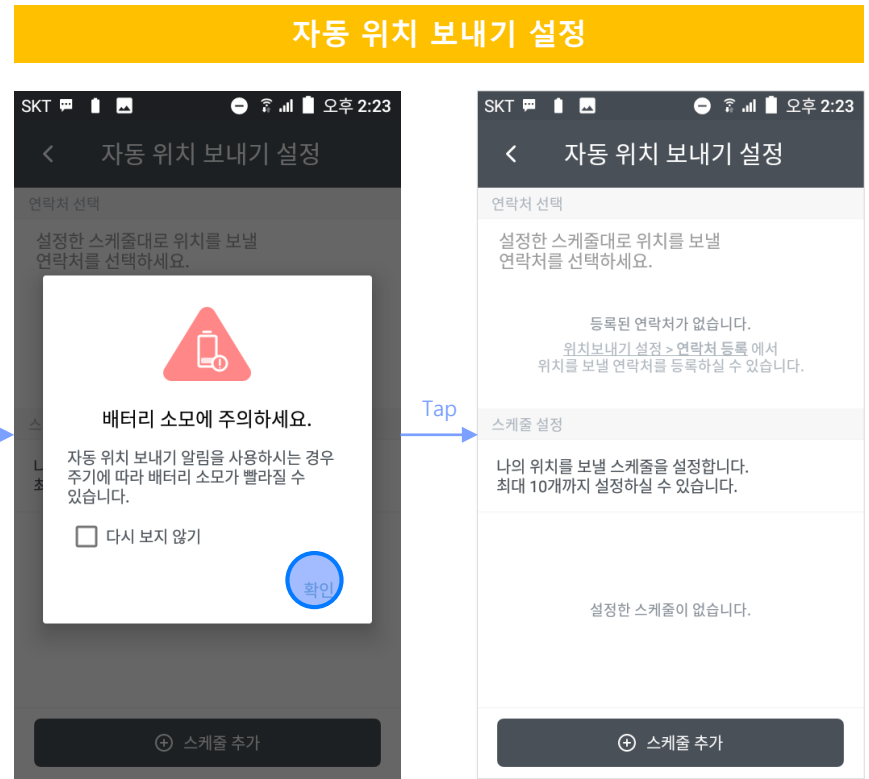 자동 위치 보내기 설정
SKT 오후 2:23
자동 위치 보내기 설정
연락처 선택
설정한 스케줄대로 위치를 보낼
연락처를 선택하세요.
배터리 소모에 주의하세요.
자동 위치 보내기 알림을 사용하시는 경우
주기에 따라 배터리 소모가 빨라질 수
있습니다.
다시 보지 않기
확인
스케줄 추가
Tap
SKT 오후 2:23
자동 위치 보내기 설정
연락처 선택
설정한 스케줄대로 위치를 보낼
연락처를 선택하세요.
등록된 연락처가 없습니다.
위치보내기 설정 > 연락처 등록 에서
위치를 보낼 연락처를 등록하실 수 있습니다.
스케줄 설정
나의 위치를 보낼 스케줄을 설정합니다.
최대 10개까지 설정하실 수 있습니다.
설정한 스케줄이 없습니다.
스케줄 추가